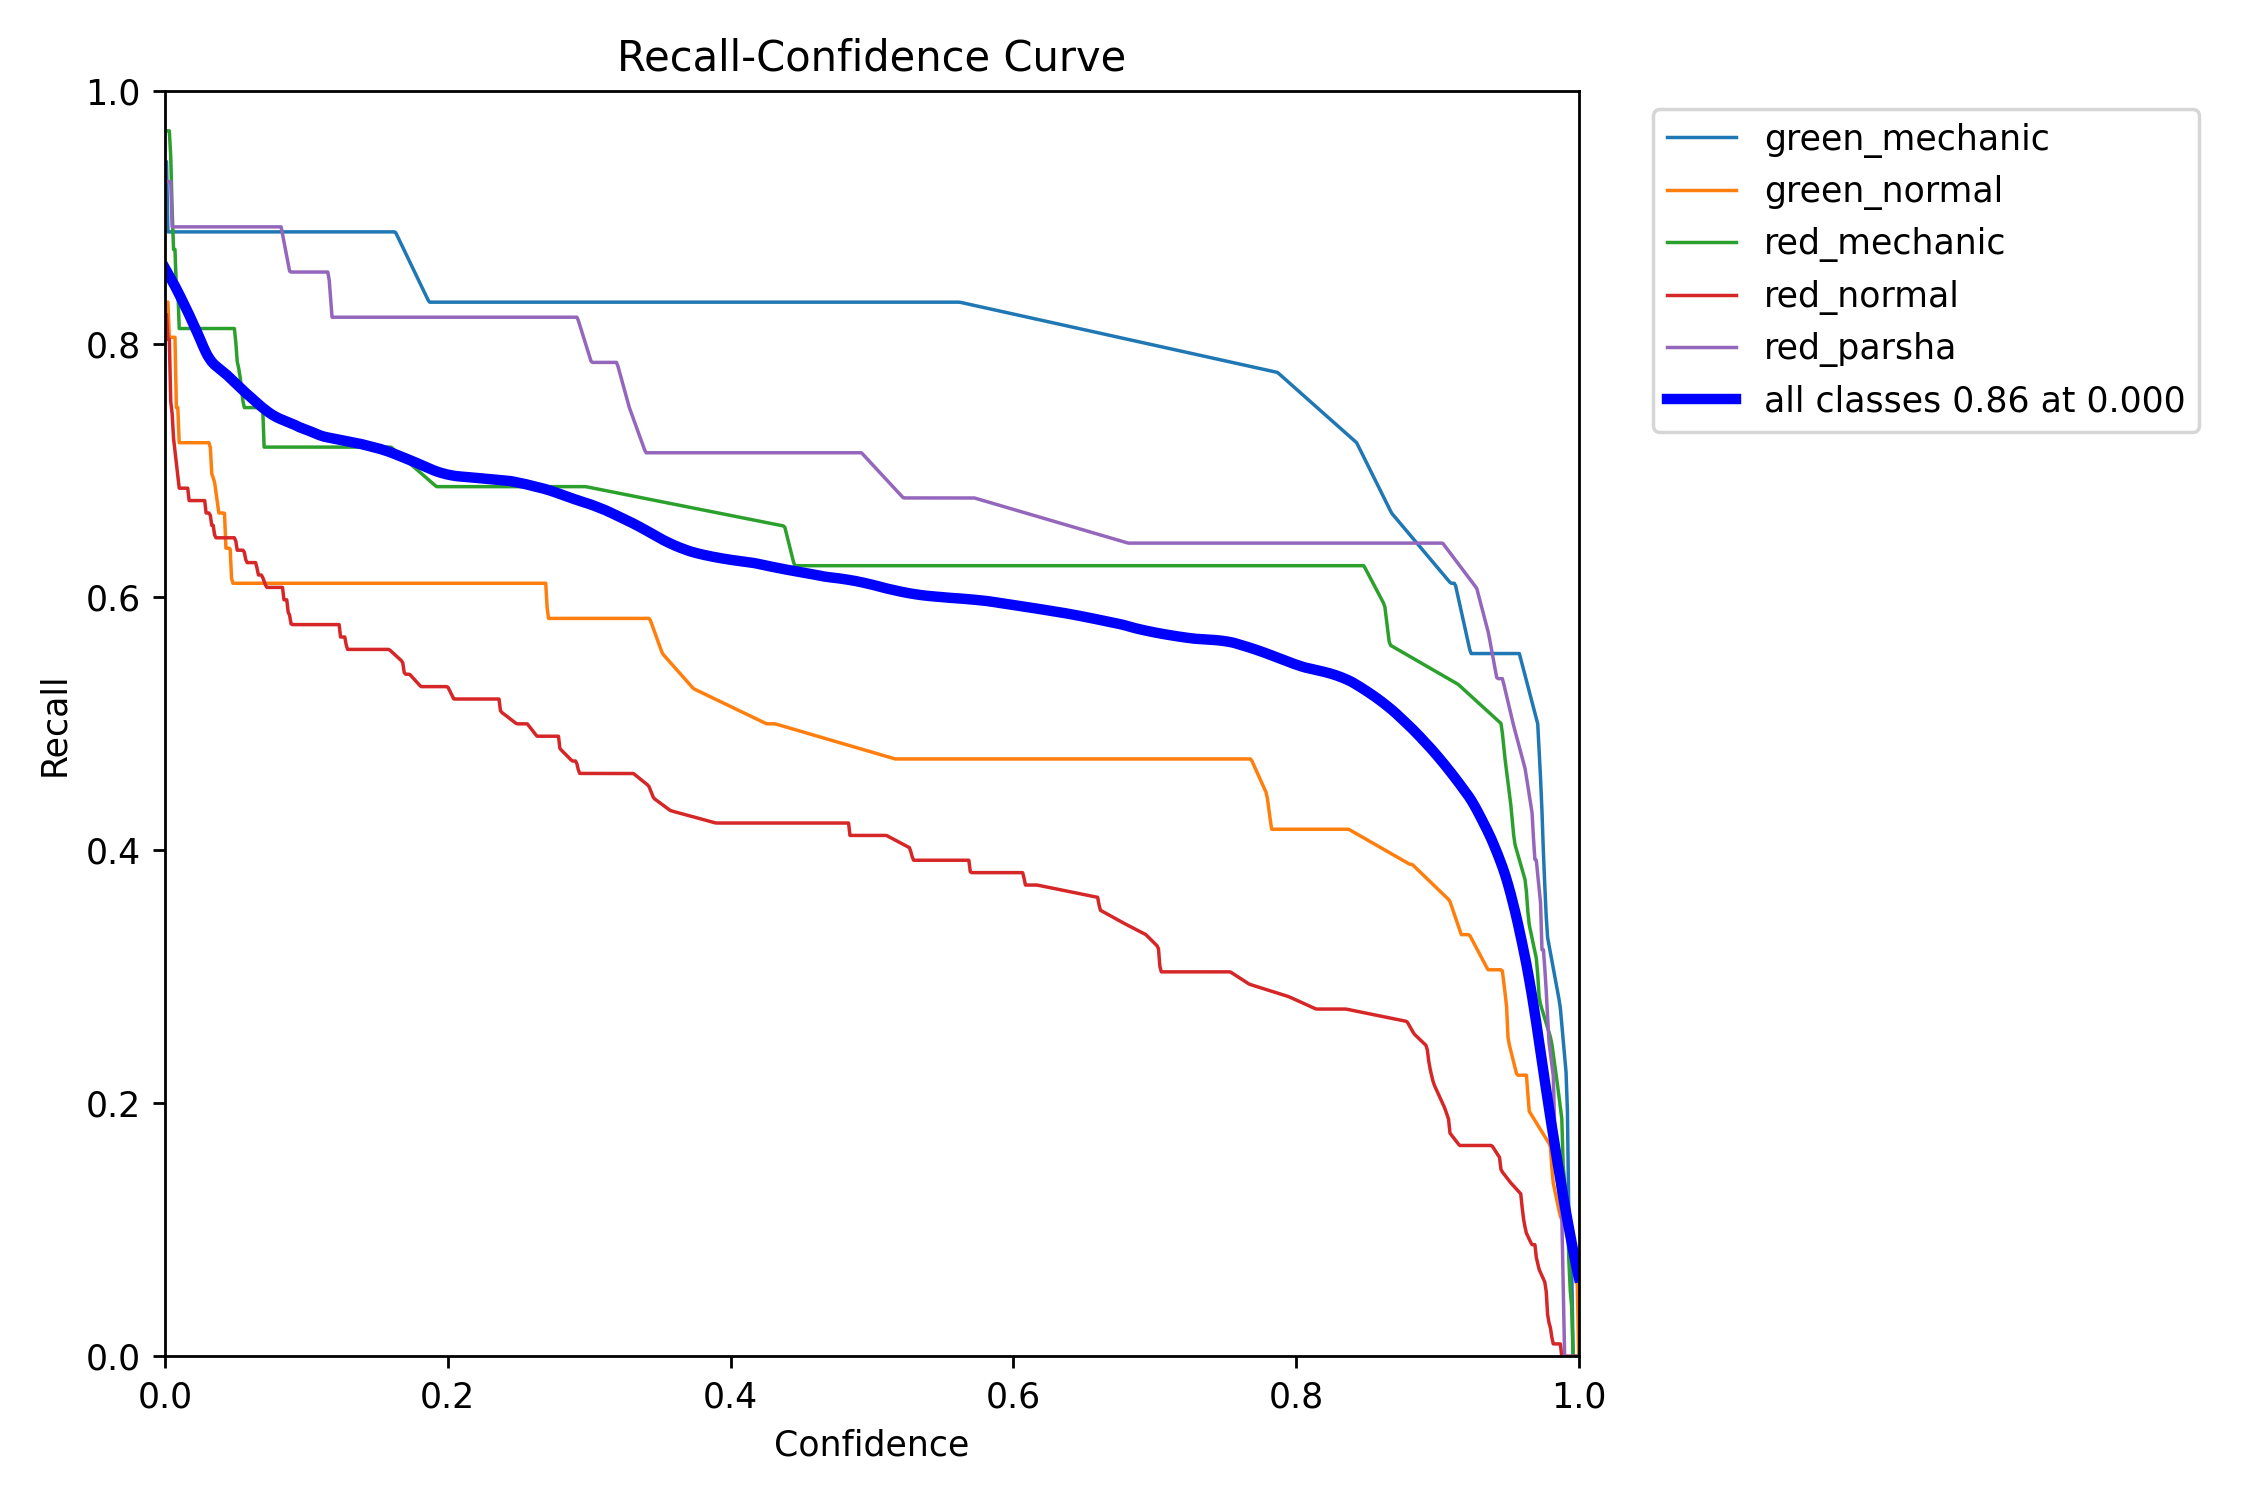 Recall-Confidence Curve
1.0
0.8
0.6
0.4
0.2
0.0
Recall
0.0 0.2 0.4 0.6 0.8 1.0
Confidence
green_mechanic
green_normal
red_mechanic
red_normal
red_parsha
all classes 0.86 at 0.000